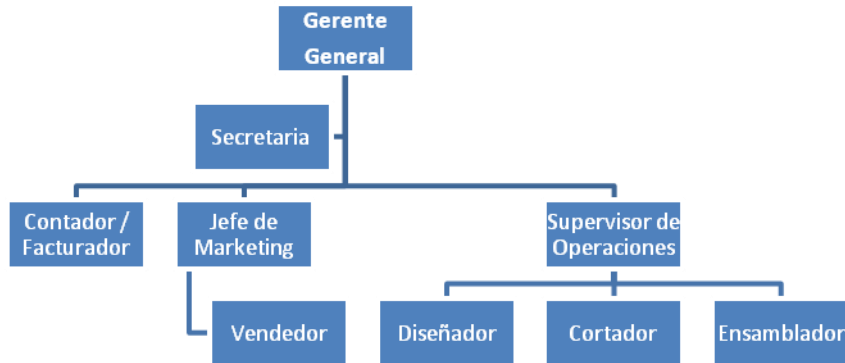 Gerente
General
Secretaria
Contador /
Facturador
Jefe de
Marketing
Supervisor de
Operaciones
Vendedor
Diseñador
Cortador
Ensamblador